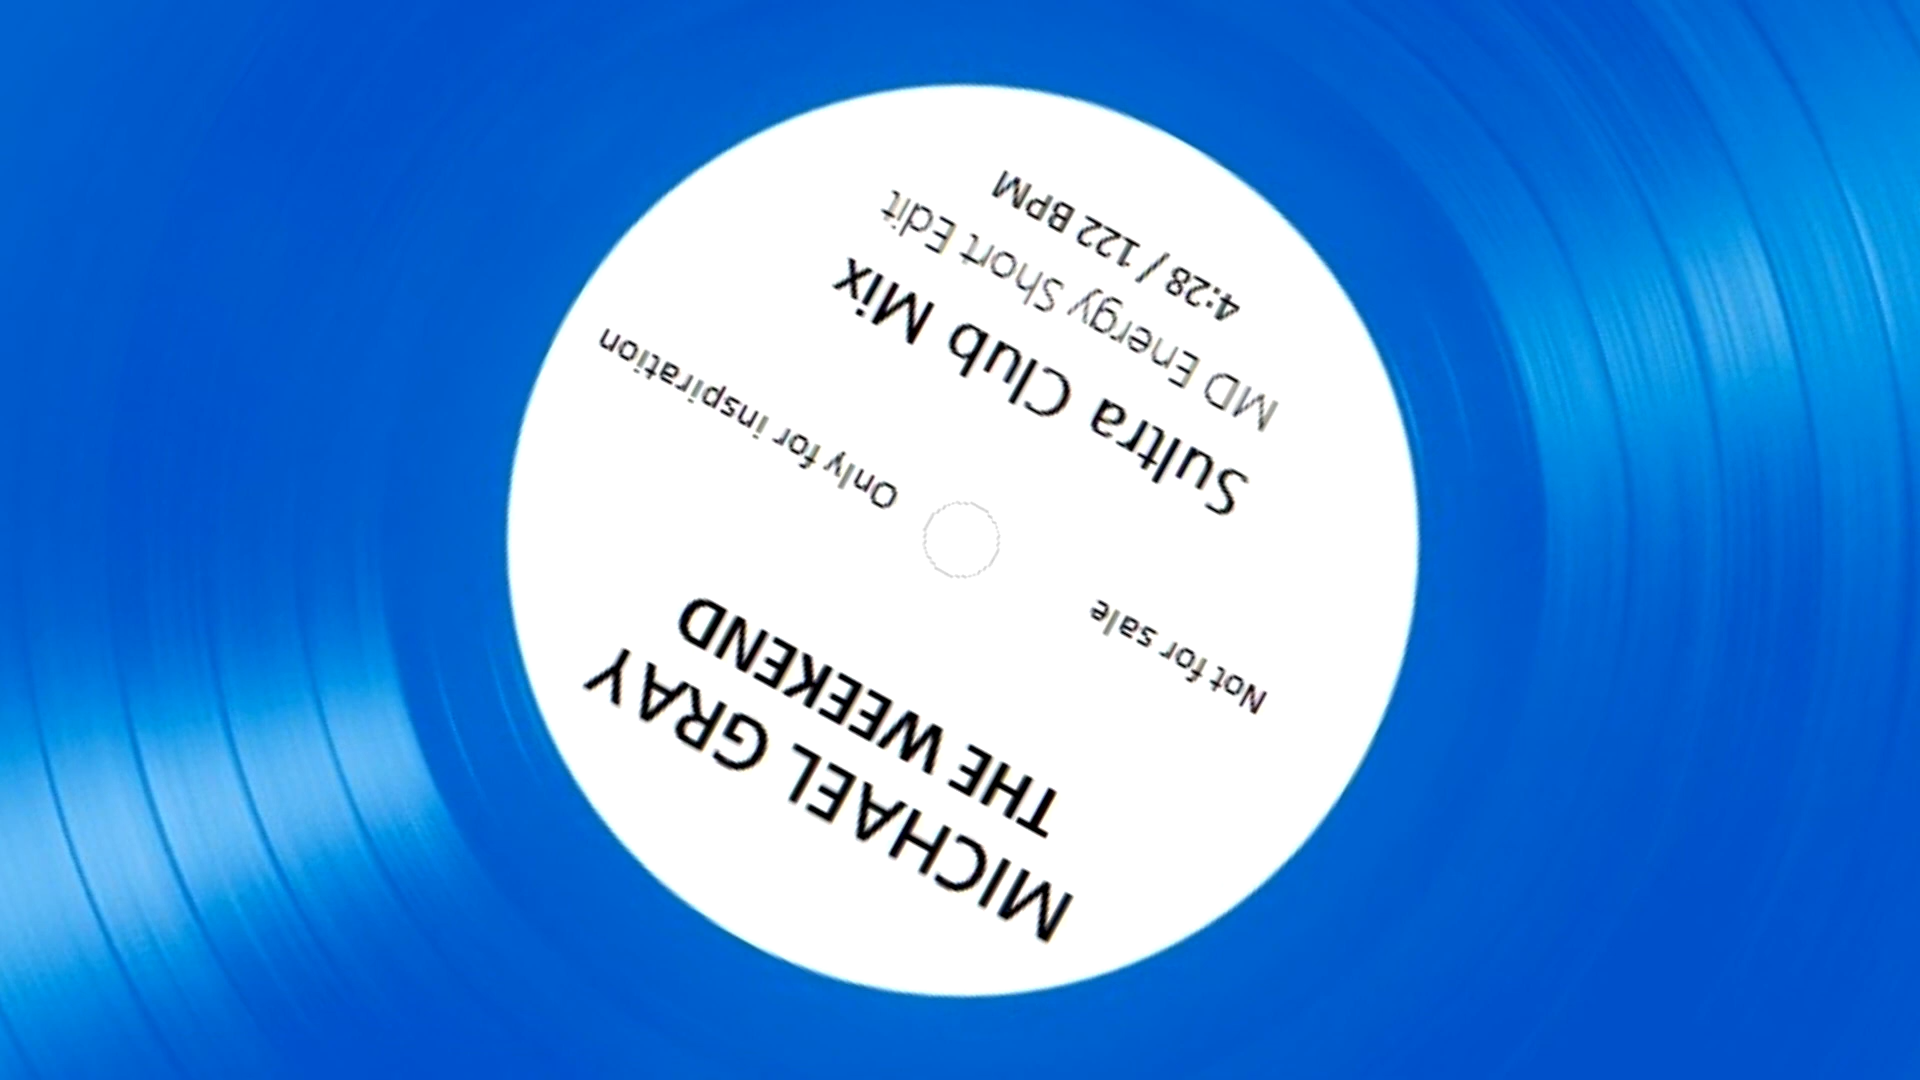 MICHAEL GRAY
THE WEEKEND
Not for sale
Only for inspiration
Sultra Club Mix
MD Energy Short Edit
4:28 / 122 BPM